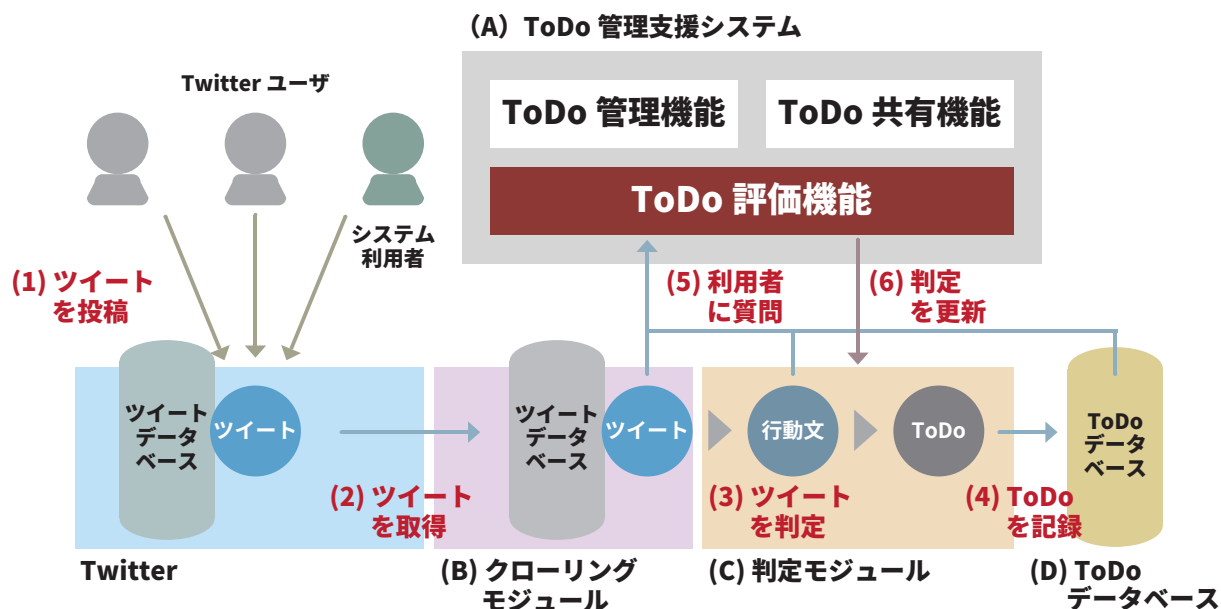 （A）ToDo 管理支援システム
Twitter ユーザ
ToDo 管理機能
ToDo 共有機能
ToDo 評価機能
システム
利用者
(1) ツイート
を投稿
(5) 利用者
に質問
(6) 判定
を更新
ツイート
データ
ベース
ツイート
ツイート
データ
ベース
ツイート
行動文
ToDo
ToDo
データ
ベース
(2) ツイート
を取得
(3) ツイート
を判定
(4) ToDo
を記録
Twitter
(B) クローリング
モジュール
(C) 判定モジュール
(D) ToDo
データベース